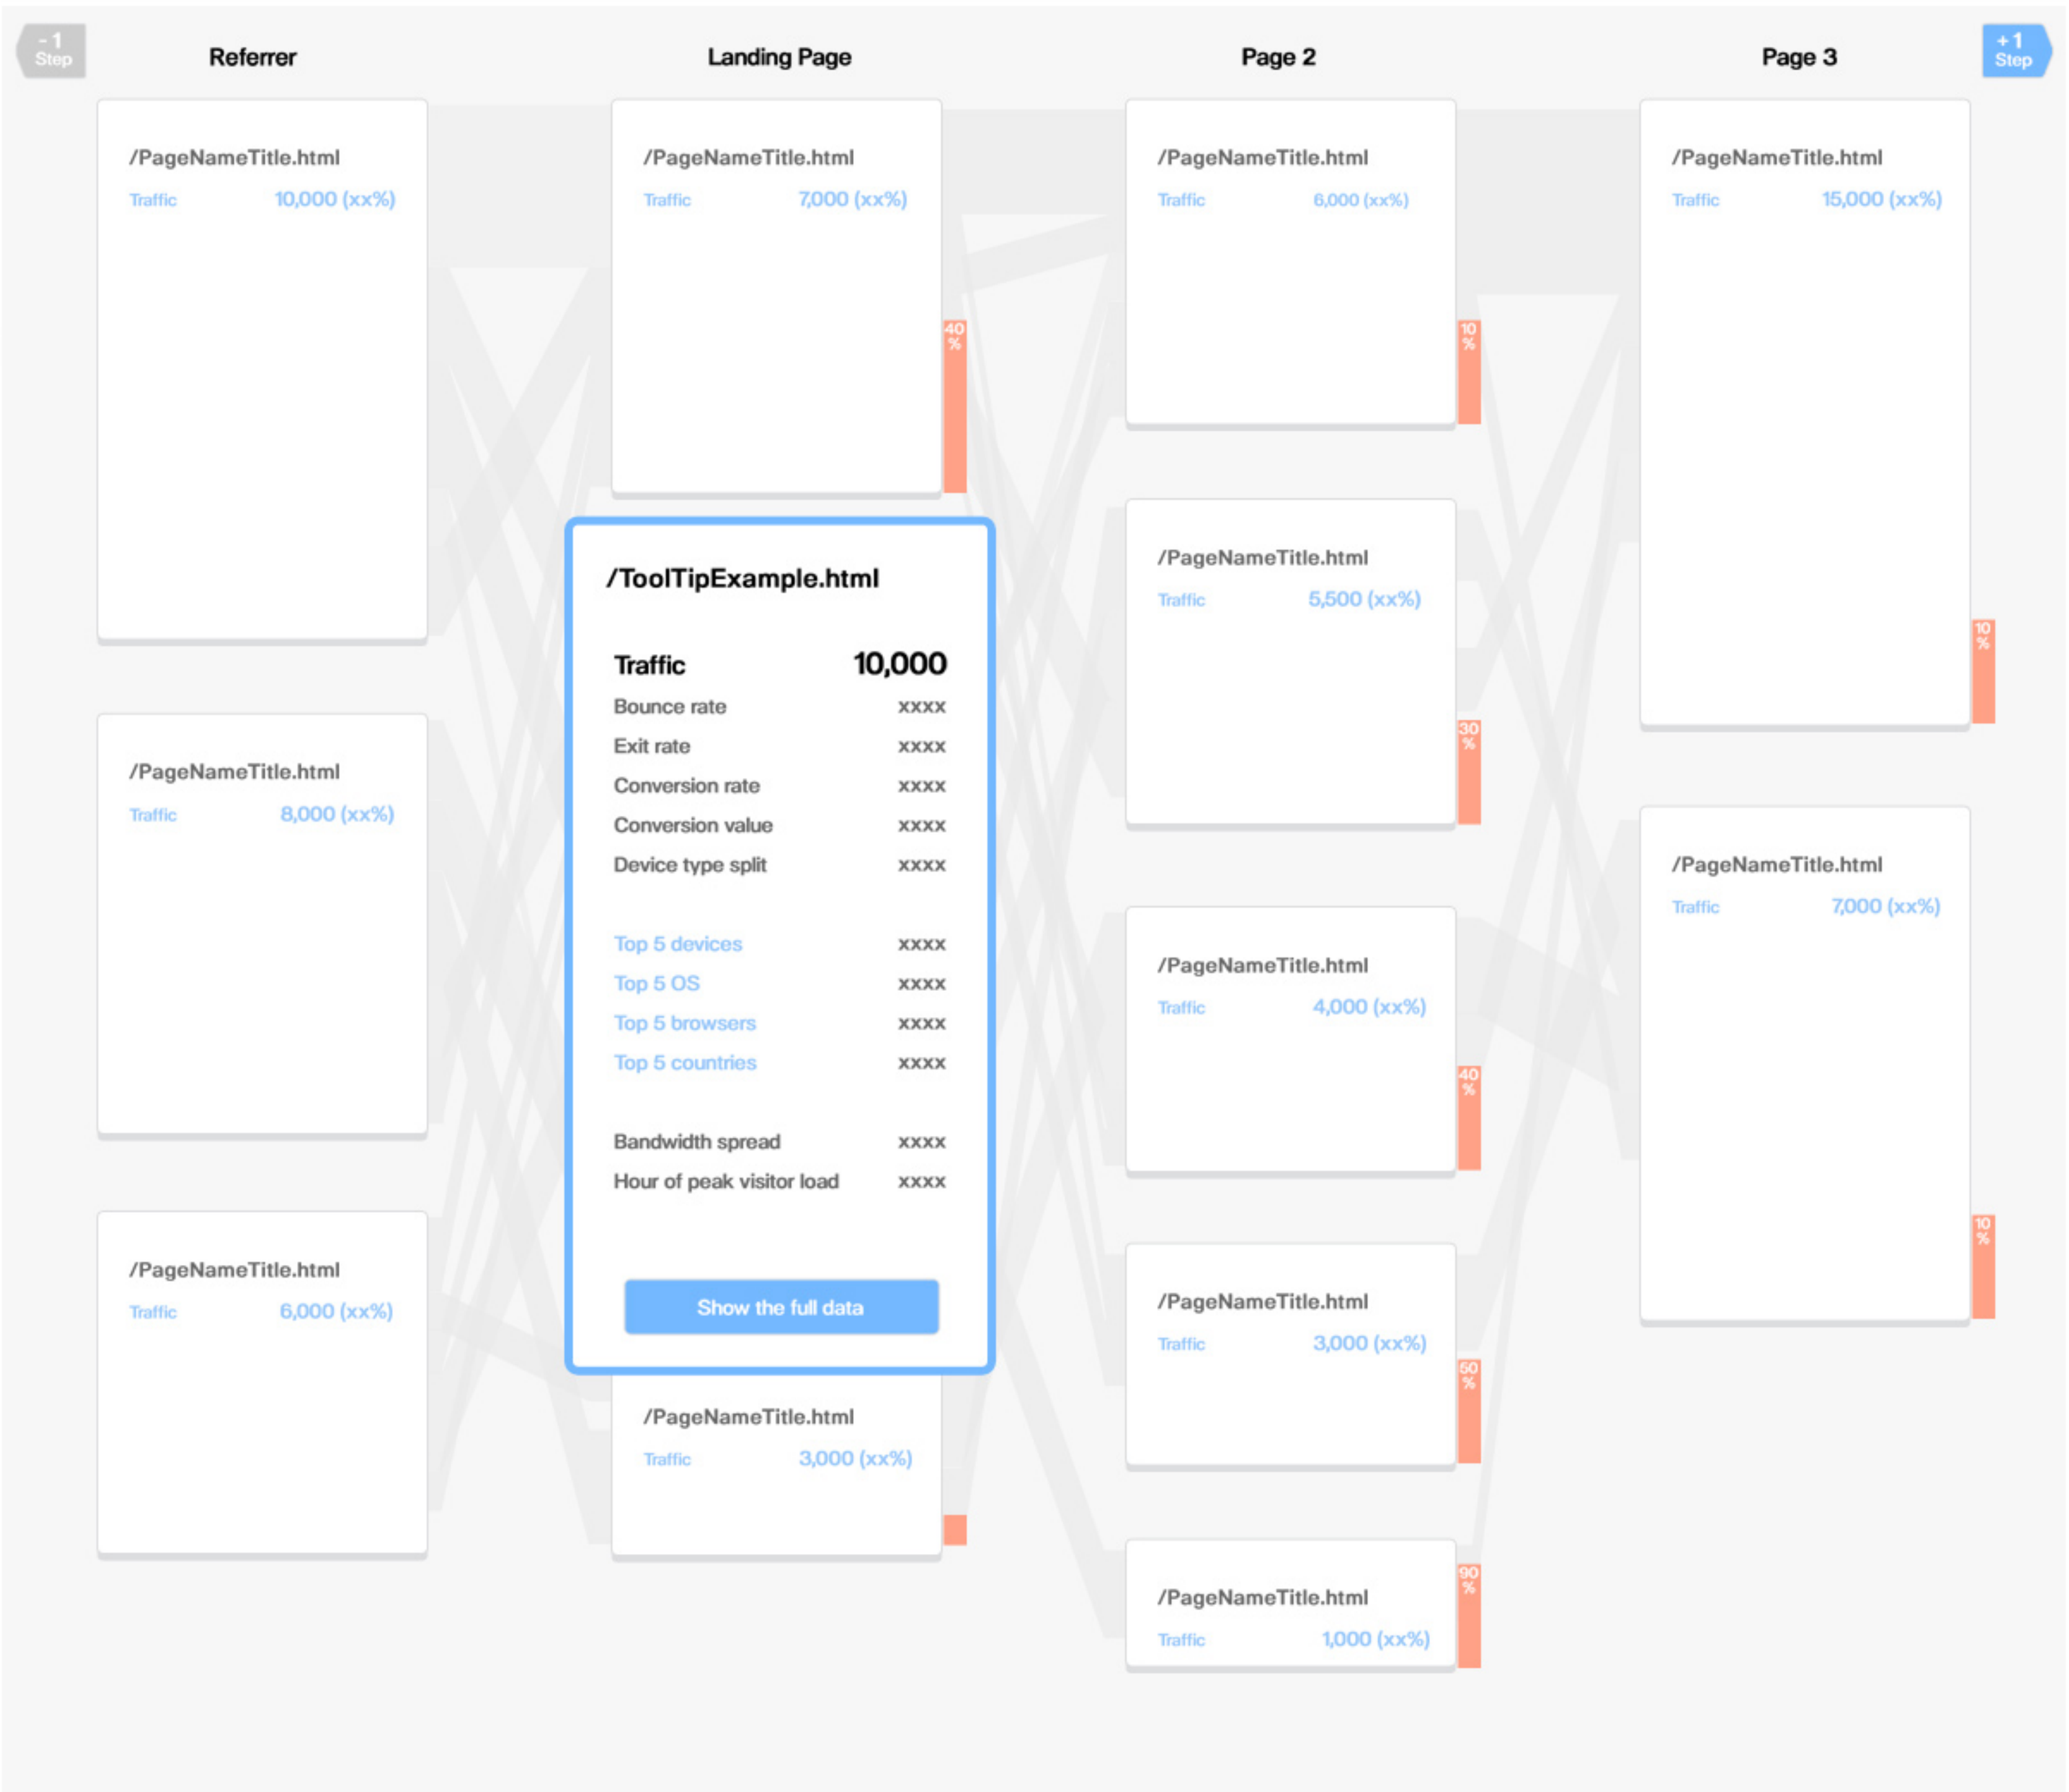 - 1
Step
Referrer
Landing Page
Page 2
Page 3
+ 1
Step
/PageNameTitle.html
Traffic 10,000 (xx%)
/PageNameTitle.html
Traffic 8,000 (xx%)
/PageNameTitle.html
Traffic 6,000 (xx%)
/PageNameTitle.html
Traffic 7,000 (xx%)
40
%
/ToolTipExample.html
Traffic 10,000
Bounce rate xxxx
Exit rate xxxx
Conversion rate xxxx
Conversion value xxxx
Device type split xxxx
Top 5 devices xxxx
Top 5 OS xxxx
Top 5 browsers xxxx
Top 5 countries xxxx
Bandwidth spread xxxx
Hour of peak visitor load xxxx
Show the full data
/PageNameTitle.html
Traffic 3,000 (xx%)
/PageNameTitle.html
Traffic 6,000 (xx%)
10
%
/PageNameTitle.html
Traffic 5,500 (xx%)
30
%
/PageNameTitle.html
Traffic 4,000 (xx%)
40
%
/PageNameTitle.html
Traffic 3,000 (xx%)
50
%
/PageNameTitle.html
Traffic 1,000 (xx%)
90
%
/PageNameTitle.html
Traffic 15,000 (xx%)
10
%
/PageNameTitle.html
Traffic 7,000 (xx%)
10
%